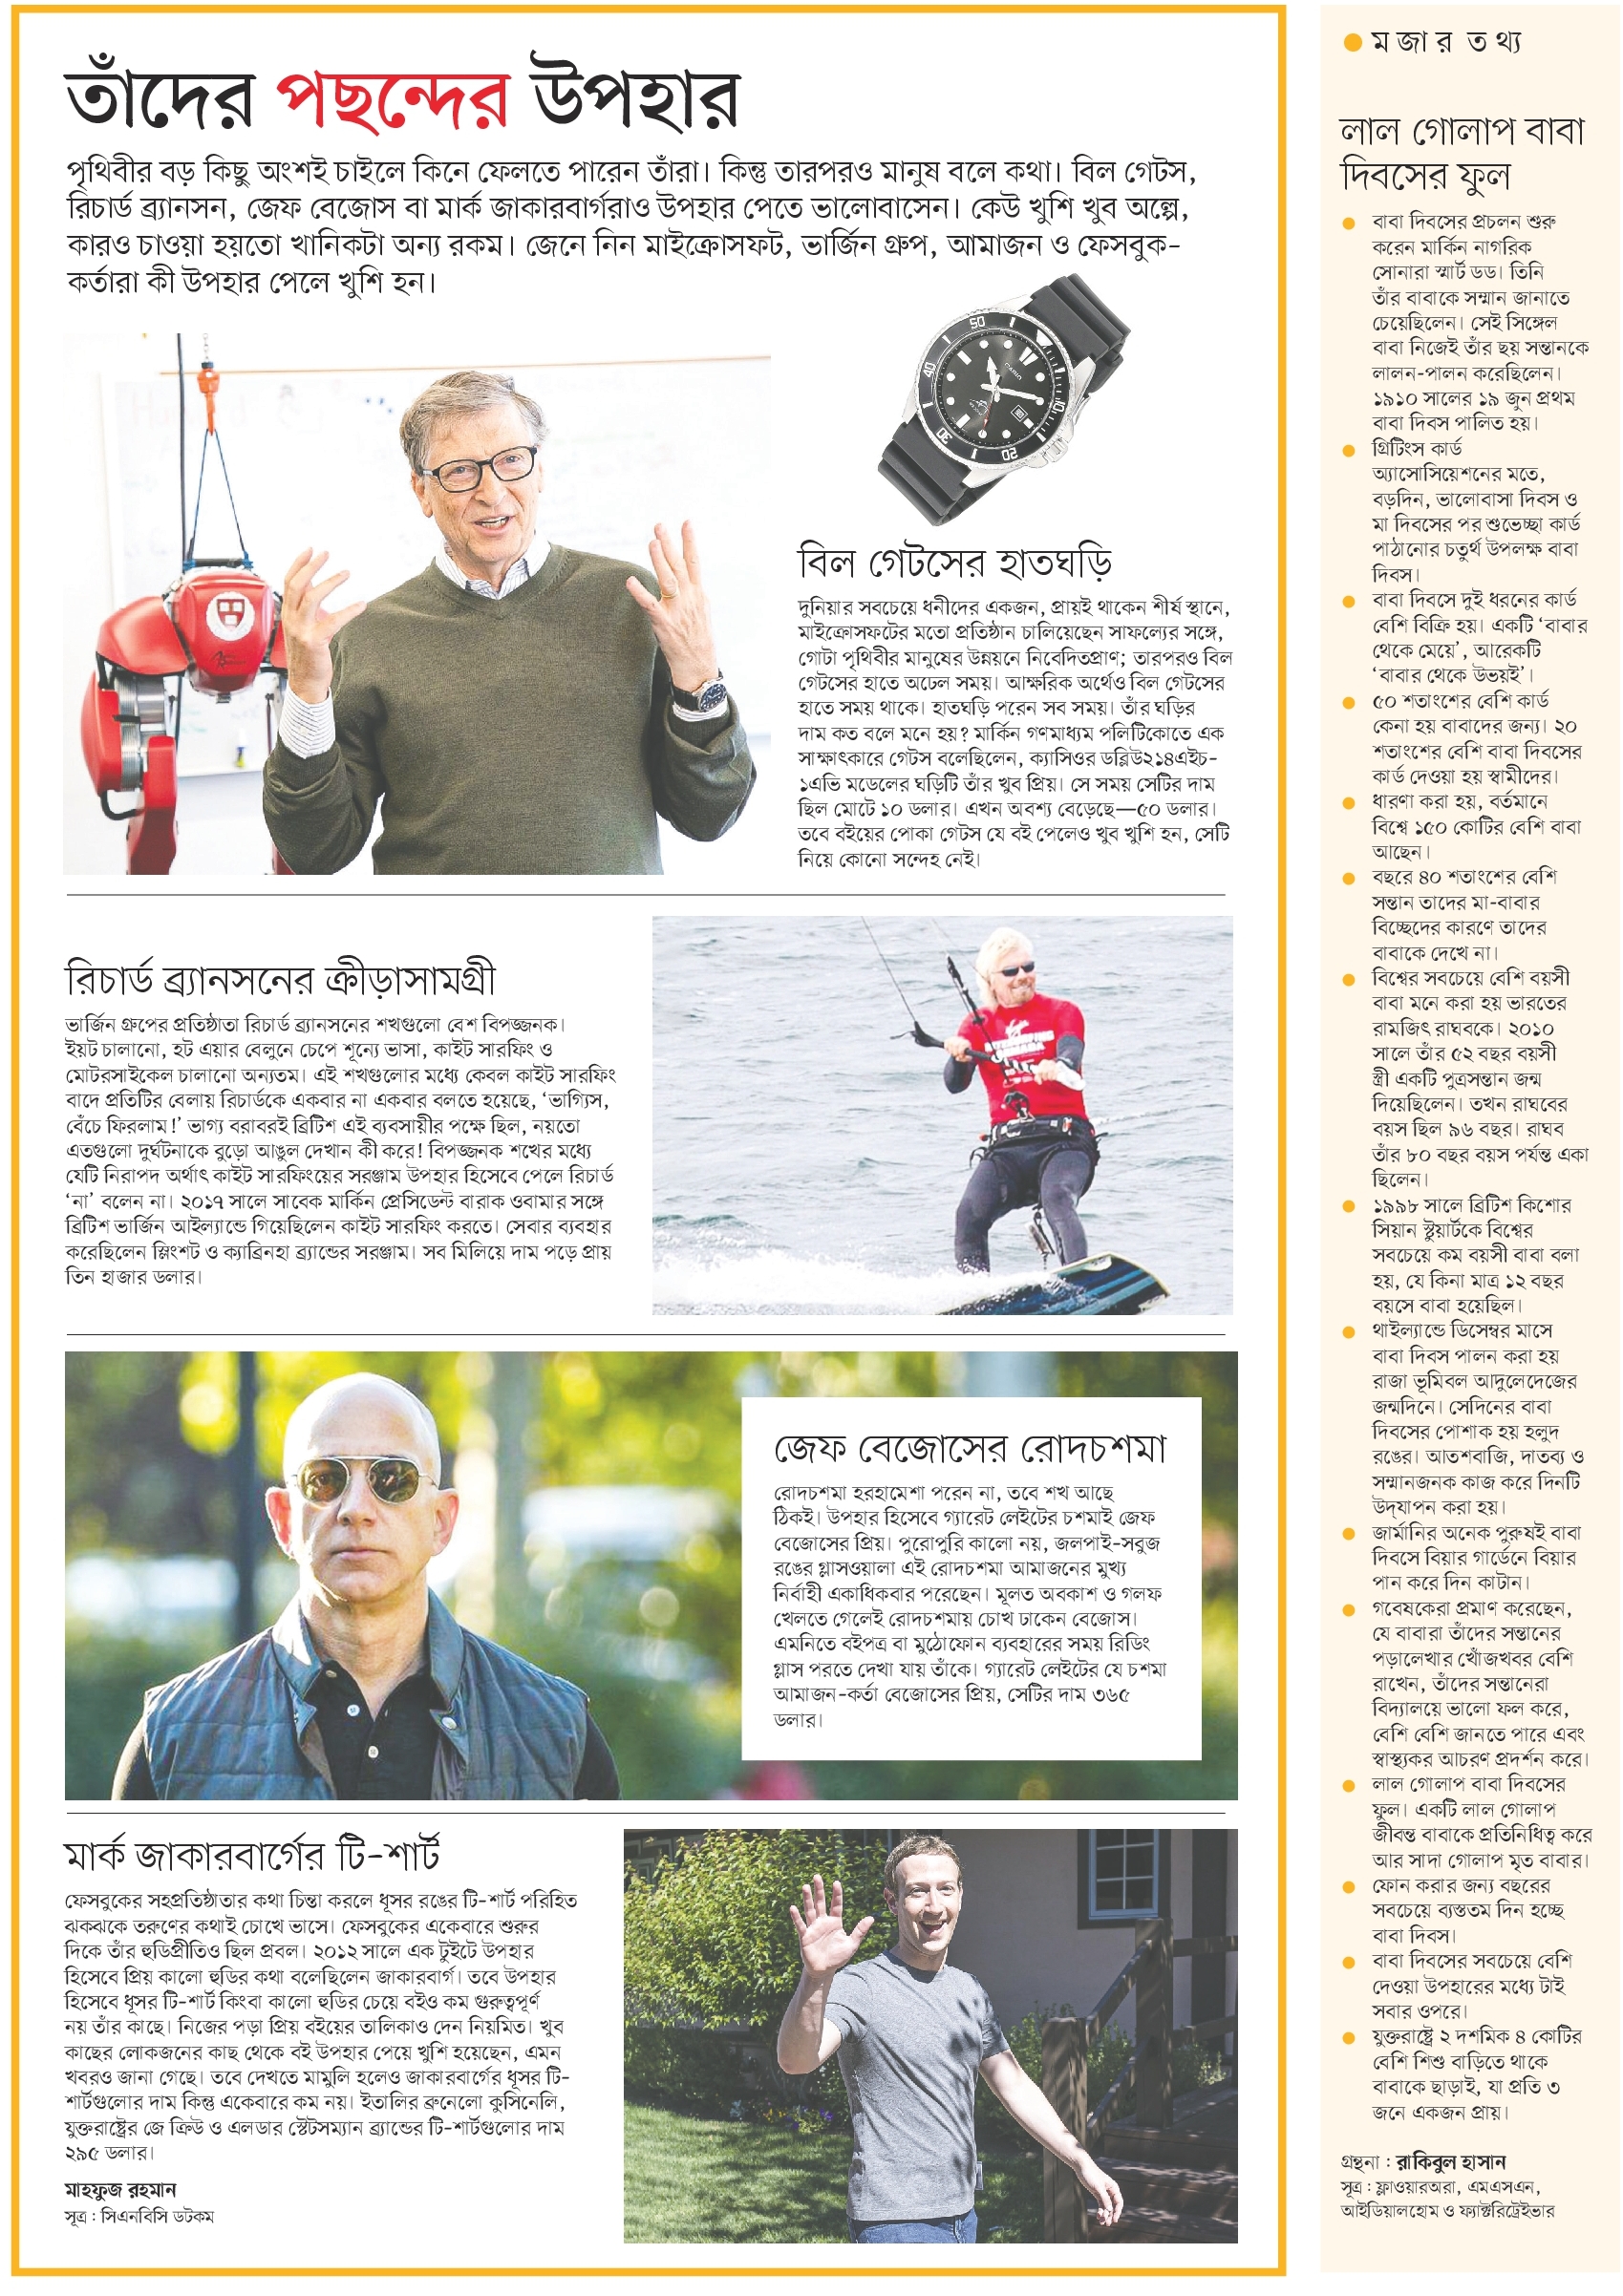 তাঁদের পছন্দের উপহার
পৃথিবীর বড় কিছু অংশই চাইলে কিনে ফেলতে পারেন তাঁরা। কিন্তু তারপরও মানুষ বলে কথা। বিল গেটস,
রিচার্ড ব্র্যানসন, জেফ বেজোস বা মার্ক জাকারবার্গরাও উপহার পেতে ভালোবাসেন। কেউ খুশি খুব অল্পে,
কারও চাওয়া হয়তো খানিকটা অন্য রকম। জেনে নিন মাইক্রোসফট, ভার্জিন গ্রুপ, আমাজন ও ফেসবুক-
কর্তারা কী উপহার পেলে খুশি হন।
বিল গেটসের হাতঘড়ি
দুনিয়ার সবচেয়ে ধনীদের একজন, প্রায়ই থাকেন শীর্ষ স্থানে,
মাইক্রোসফটের মতো প্রতিষ্ঠান চালিয়েছেন সাফল্যের সঙ্গে,
গোটা পৃথিবীর মানুষের উন্নয়নে নিবেদিতপ্রাণ; তারপরও বিল
গেটসের হাতে অঢেল সময়। আক্ষরিক অর্থেও বিল গেটসের
হাতে সময় থাকে। হাতঘড়ি পরেন সব সময়। তাঁর ঘড়ির
দাম কত বলে মনে হয়? মার্কিন গণমাধ্যম পলিটিকোতে এক
সাক্ষাৎকারে গেটস বলেছিলেন, ক্যাসিওর ডব্লিউ২১৪এইচ-
১এভি মডেলের ঘড়িটি তাঁর খুব প্রিয়। সে সময় সেটির দাম
ছিল মোটে ১০ ডলার। এখন অবশ্য বেড়েছে—৫০ ডলার।
তবে বইয়ের পোকা গেটস যে বই পেলেও খুব খুশি হন, সেটি
নিয়ে কোনো সন্দেহ নেই।
রিচার্ড ব্র্যানসনের ক্রীড়াসামগ্রী
ভার্জিন গ্রুপের প্রতিষ্ঠাতা রিচার্ড ব্র্যানসনের শখগুলো বেশ বিপজ্জনক।
ইয়ট চালানো, হট এয়ার বেলুনে চেপে শূন্যে ভাসা, কাইট সারফিং ও
মোটরসাইকেল চালানো অন্যতম। এই শখগুলোর মধ্যে কেবল কাইট সারফিং
বাদে প্রতিটির বেলায় রিচার্ডকে একবার না একবার বলতে হয়েছে, ‘ভাগ্যিস,
বেঁচে ফিরলাম!’ ভাগ্য বরাবরই ব্রিটিশ এই ব্যবসায়ীর পক্ষে ছিল, নয়তো
এতগুলো দুর্ঘটনাকে বুড়ো আঙুল দেখান কী করে! বিপজ্জনক শখের মধ্যে
যেটি নিরাপদ অর্থাৎ কাইট সারফিংয়ের সরঞ্জাম উপহার হিসেবে পেলে রিচার্ড
‘না’ বলেন না। ২০১৭ সালে সাবেক মার্কিন প্রেসিডেন্ট বারাক ওবামার সঙ্গে
ব্রিটিশ ভার্জিন আইল্যান্ডে গিয়েছিলেন কাইট সারফিং করতে। সেবার ব্যবহার
করেছিলেন স্লিংশট ও ক্যাব্রিনহা ব্র্যান্ডের সরঞ্জাম। সব মিলিয়ে দাম পড়ে প্রায়
তিন হাজার ডলার।
জেফ বেজোসের রোদচশমা
রোদচশমা হরহামেশা পরেন না, তবে শখ আছে
ঠিকই। উপহার হিসেবে গ্যারেট লেইটের চশমাই জেফ
বেজোসের প্রিয়। পুরোপুরি কালো নয়, জলপাই-সবুজ
রঙের গ্লাসওয়ালা এই রোদচশমা আমাজনের মুখ্য
নির্বাহী একাধিকবার পরেছেন। মূলত অবকাশ ও গলফ
খেলতে গেলেই রোদচশমায় চোখ ঢাকেন বেজোস।
এমনিতে বইপত্র বা মুঠোফোন ব্যবহারের সময় রিডিং
গ্লাস পরতে দেখা যায় তাঁকে। গ্যারেট লেইটের যে চশমা
আমাজন-কর্তা বেজোসের প্রিয়, সেটির দাম ৩৬৫
ডলার।
মার্ক জাকারবার্গের টি-শার্ট
ফেসবুকের সহপ্রতিষ্ঠাতার কথা চিন্তা করলে ধূসর রঙের টি-শার্ট পরিহিত
ঝকঝকে তরুণের কথাই চোখে ভাসে। ফেসবুকের একেবারে শুরুর
দিকে তাঁর হুডিপ্রীতিও ছিল প্রবল। ২০১২ সালে এক টুইটে উপহার
হিসেবে প্রিয় কালো হুডির কথা বলেছিলেন জাকারবার্গ। তবে উপহার
হিসেবে ধূসর টি-শার্ট কিংবা কালো হুডির চেয়ে বইও কম গুরুত্বপূর্ণ
নয় তাঁর কাছে। নিজের পড়া প্রিয় বইয়ের তালিকাও দেন নিয়মিত। খুব
কাছের লোকজনের কাছ থেকে বই উপহার পেয়ে খুশি হয়েছেন, এমন
খবরও জানা গেছে। তবে দেখতে মামুলি হলেও জাকারবার্গের ধূসর টি-
শার্টগুলোর দাম কিন্তু একেবারে কম নয়। ইতালির ব্রুনেলো কুসিনেলি,
যুক্তরাষ্ট্রের জে ক্রিউ ও এলডার স্টেটসম্যান ব্র্যান্ডের টি-শার্টগুলোর দাম
২৯৫ ডলার।
মাহফুজ রহমান
সূত্র : সিএনবিসি ডটকম
● মজার তথ্য
লাল গোলাপ বাবা
দিবসের ফুল
● বাবা দিবসের প্রচলন শুরু
করেন মার্কিন নাগরিক
সোনারা স্মার্ট ডড। তিনি
তাঁর বাবাকে সম্মান জানাতে
চেয়েছিলেন। সেই সিঙ্গেল
বাবা নিজেই তাঁর ছয় সন্তানকে
লালন-পালন করেছিলেন।
১৯১০ সালের ১৯ জুন প্রথম
বাবা দিবস পালিত হয়।
● গ্রিটিংস কার্ড
অ্যাসোসিয়েশনের মতে,
বড়দিন, ভালোবাসা দিবস ও
মা দিবসের পর শুভেচ্ছা কার্ড
পাঠানোর চতুর্থ উপলক্ষ বাবা
দিবস।
● বাবা দিবসে দুই ধরনের কার্ড
বেশি বিক্রি হয়। একটি ‘বাবার
থেকে মেয়ে’, আরেকটি
‘বাবার থেকে উভয়ই’।
● ৫০ শতাংশের বেশি কার্ড
কেনা হয় বাবাদের জন্য। ২০
শতাংশের বেশি বাবা দিবসের
কার্ড দেওয়া হয় স্বামীদের।
● ধারণা করা হয়, বর্তমানে
বিশ্বে ১৫০ কোটির বেশি বাবা
আছেন।
● বছরে ৪০ শতাংশের বেশি
সন্তান তাদের মা-বাবার
বিচ্ছেদের কারণে তাদের
বাবাকে দেখে না।
● বিশ্বের সবচেয়ে বেশি বয়সী
বাবা মনে করা হয় ভারতের
রামজিৎ রাঘবকে। ২০১০
সালে তাঁর ৫২ বছর বয়সী
স্ত্রী একটি পুত্রসন্তান জন্ম
দিয়েছিলেন। তখন রাঘবের
বয়স ছিল ৯৬ বছর। রাঘব
তাঁর ৮০ বছর বয়স পর্যন্ত একা
ছিলেন।
● ১৯৯৮ সালে ব্রিটিশ কিশোর
সিয়ান স্টুয়ার্টকে বিশ্বের
সবচেয়ে কম বয়সী বাবা বলা
হয়, যে কিনা মাত্র ১২ বছর
বয়সে বাবা হয়েছিল।
● থাইল্যান্ডে ডিসেম্বর মাসে
বাবা দিবস পালন করা হয়
রাজা ভূমিবল আদুলেদেজের
জন্মদিনে। সেদিনের বাবা
দিবসের পোশাক হয় হলুদ
রঙের। আতশবাজি, দাতব্য ও
সম্মানজনক কাজ করে দিনটি
উদ্‌যাপন করা হয়।
● জার্মানির অনেক পুরুষই বাবা
দিবসে বিয়ার গার্ডেনে বিয়ার
পান করে দিন কাটান।
● গবেষকেরা প্রমাণ করেছেন,
যে বাবারা তাঁদের সন্তানের
পড়ালেখার খোঁজখবর বেশি
রাখেন, তাঁদের সন্তানেরা
বিদ্যালয়ে ভালো ফল করে,
বেশি বেশি জানতে পারে এবং
স্বাস্থ্যকর আচরণ প্রদর্শন করে।
● লাল গোলাপ বাবা দিবসের
ফুল। একটি লাল গোলাপ
জীবন্ত বাবাকে প্রতিনিধিত্ব করে
আর সাদা গোলাপ মৃত বাবার।
● ফোন করার জন্য বছরের
সবচেয়ে ব্যস্ততম দিন হচ্ছে
বাবা দিবস।
● বাবা দিবসের সবচেয়ে বেশি
দেওয়া উপহারের মধ্যে টাই
সবার ওপরে।
● যুক্তরাষ্ট্রে ২ দশমিক ৪ কোটির
বেশি শিশু বাড়িতে থাকে
বাবাকে ছাড়াই, যা প্রতি ৩
জনে একজন প্রায়।
গ্রন্থনা : রাকিবুল হাসান
সূত্র : ফ্লাওয়ারঅরা, এমএসএন,
আইডিয়ালহোম ও ফ্যাক্টরিট্রেইভার